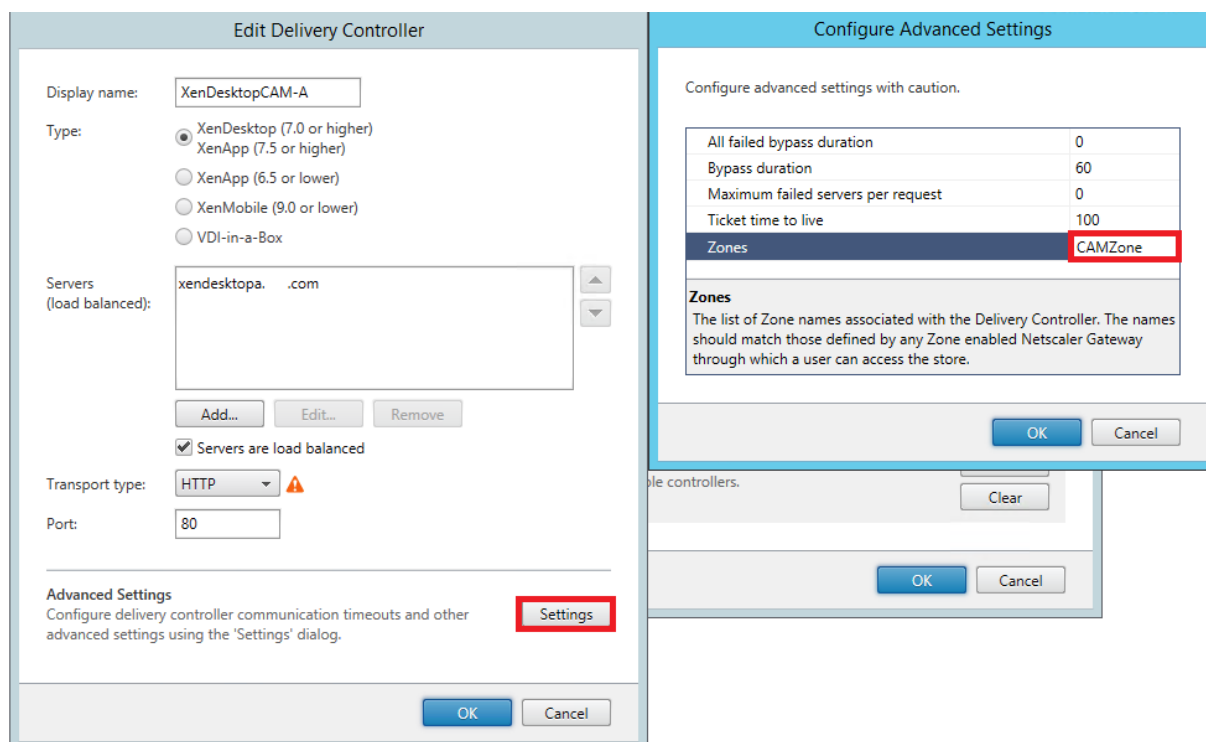 Edit Delivery Controller
Display name:
XenDesktopCAM-A
Type:
XenDesktop (7.0 or higher)
XenApp (7.5 or higher)
XenApp (6.5 or lower)
XenMobile (9.0 or lower)
VDI-in-a-Box
Servers
(load balanced):
xendesktopa. .com
Add... Edit... Remove
Servers are load balanced
Transport type:
HTTP
Port:
80
Advanced Settings
Configure delivery controller communication timeouts and other
advanced settings using the 'Settings' dialog.
Settings
OK Cancel
Configure Advanced Settings
Configure advanced settings with caution.
All failed bypass duration 0
Bypass duration 60
Maximum failed servers per request 0
Ticket time to live 100
Zones CAMZone
Zones
The list of Zone names associated with the Delivery Controller. The names
should match those defined by any Zone enabled Netscaler Gateway
through which a user can access the store.
OK Cancel
controllers.
Clear
OK Cancel